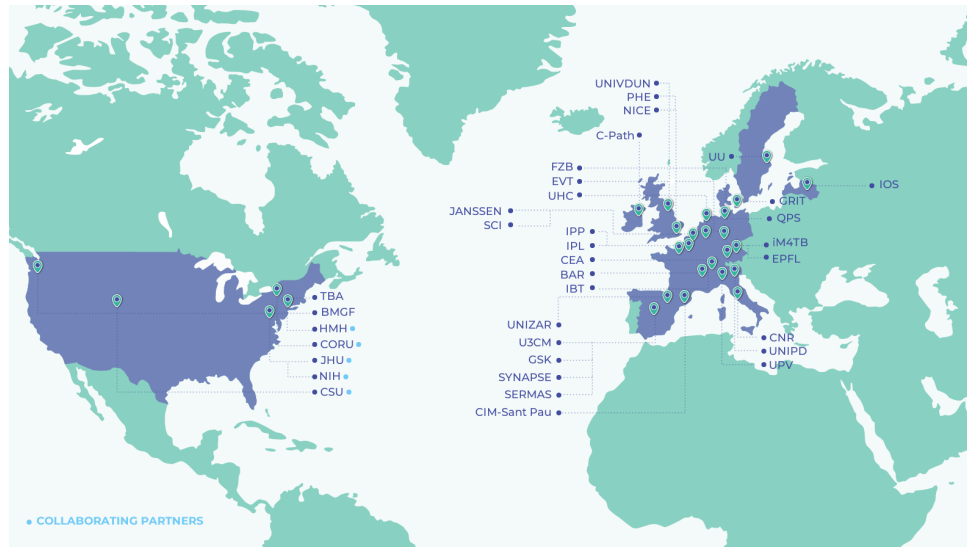 UNIVDUN
PHE
NICE
C-Path
UU
FZB
EVT
UHC
IOS
GRIT
JANSSEN
SCI
QPS
IPP
IPL
CEA
BAR
IBT
iM4TB
EPFL
TBA
BMGF
HMH
CORU
JHU
NIH
CSU
UNIZAR
U3CM
GSK
SYNAPSE
SERMAS
CIM-Sant Pau
CNR
UNIPD
UPV
COLLABORATING PARTNERS